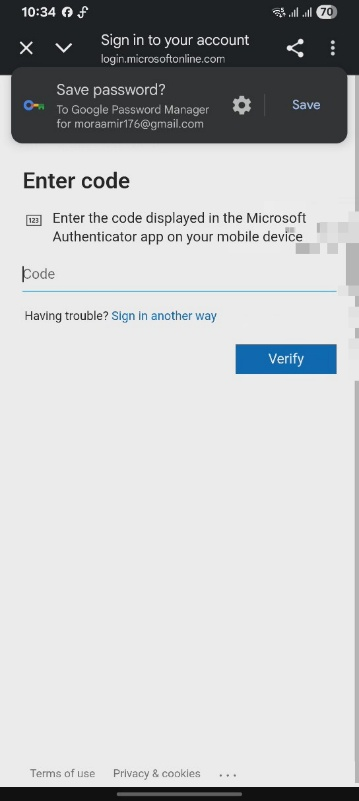 10:34
70
Sign in to your account
login.microsoftonline.com
Save password?
To Google Password Manager
for moraamir176@gmail.com
Save
Enter code
123
Enter the code displayed in the Microsoft
Authenticator app on your mobile device
Code
Having trouble? Sign in another way
Verify
Terms of use Privacy & cookies ...